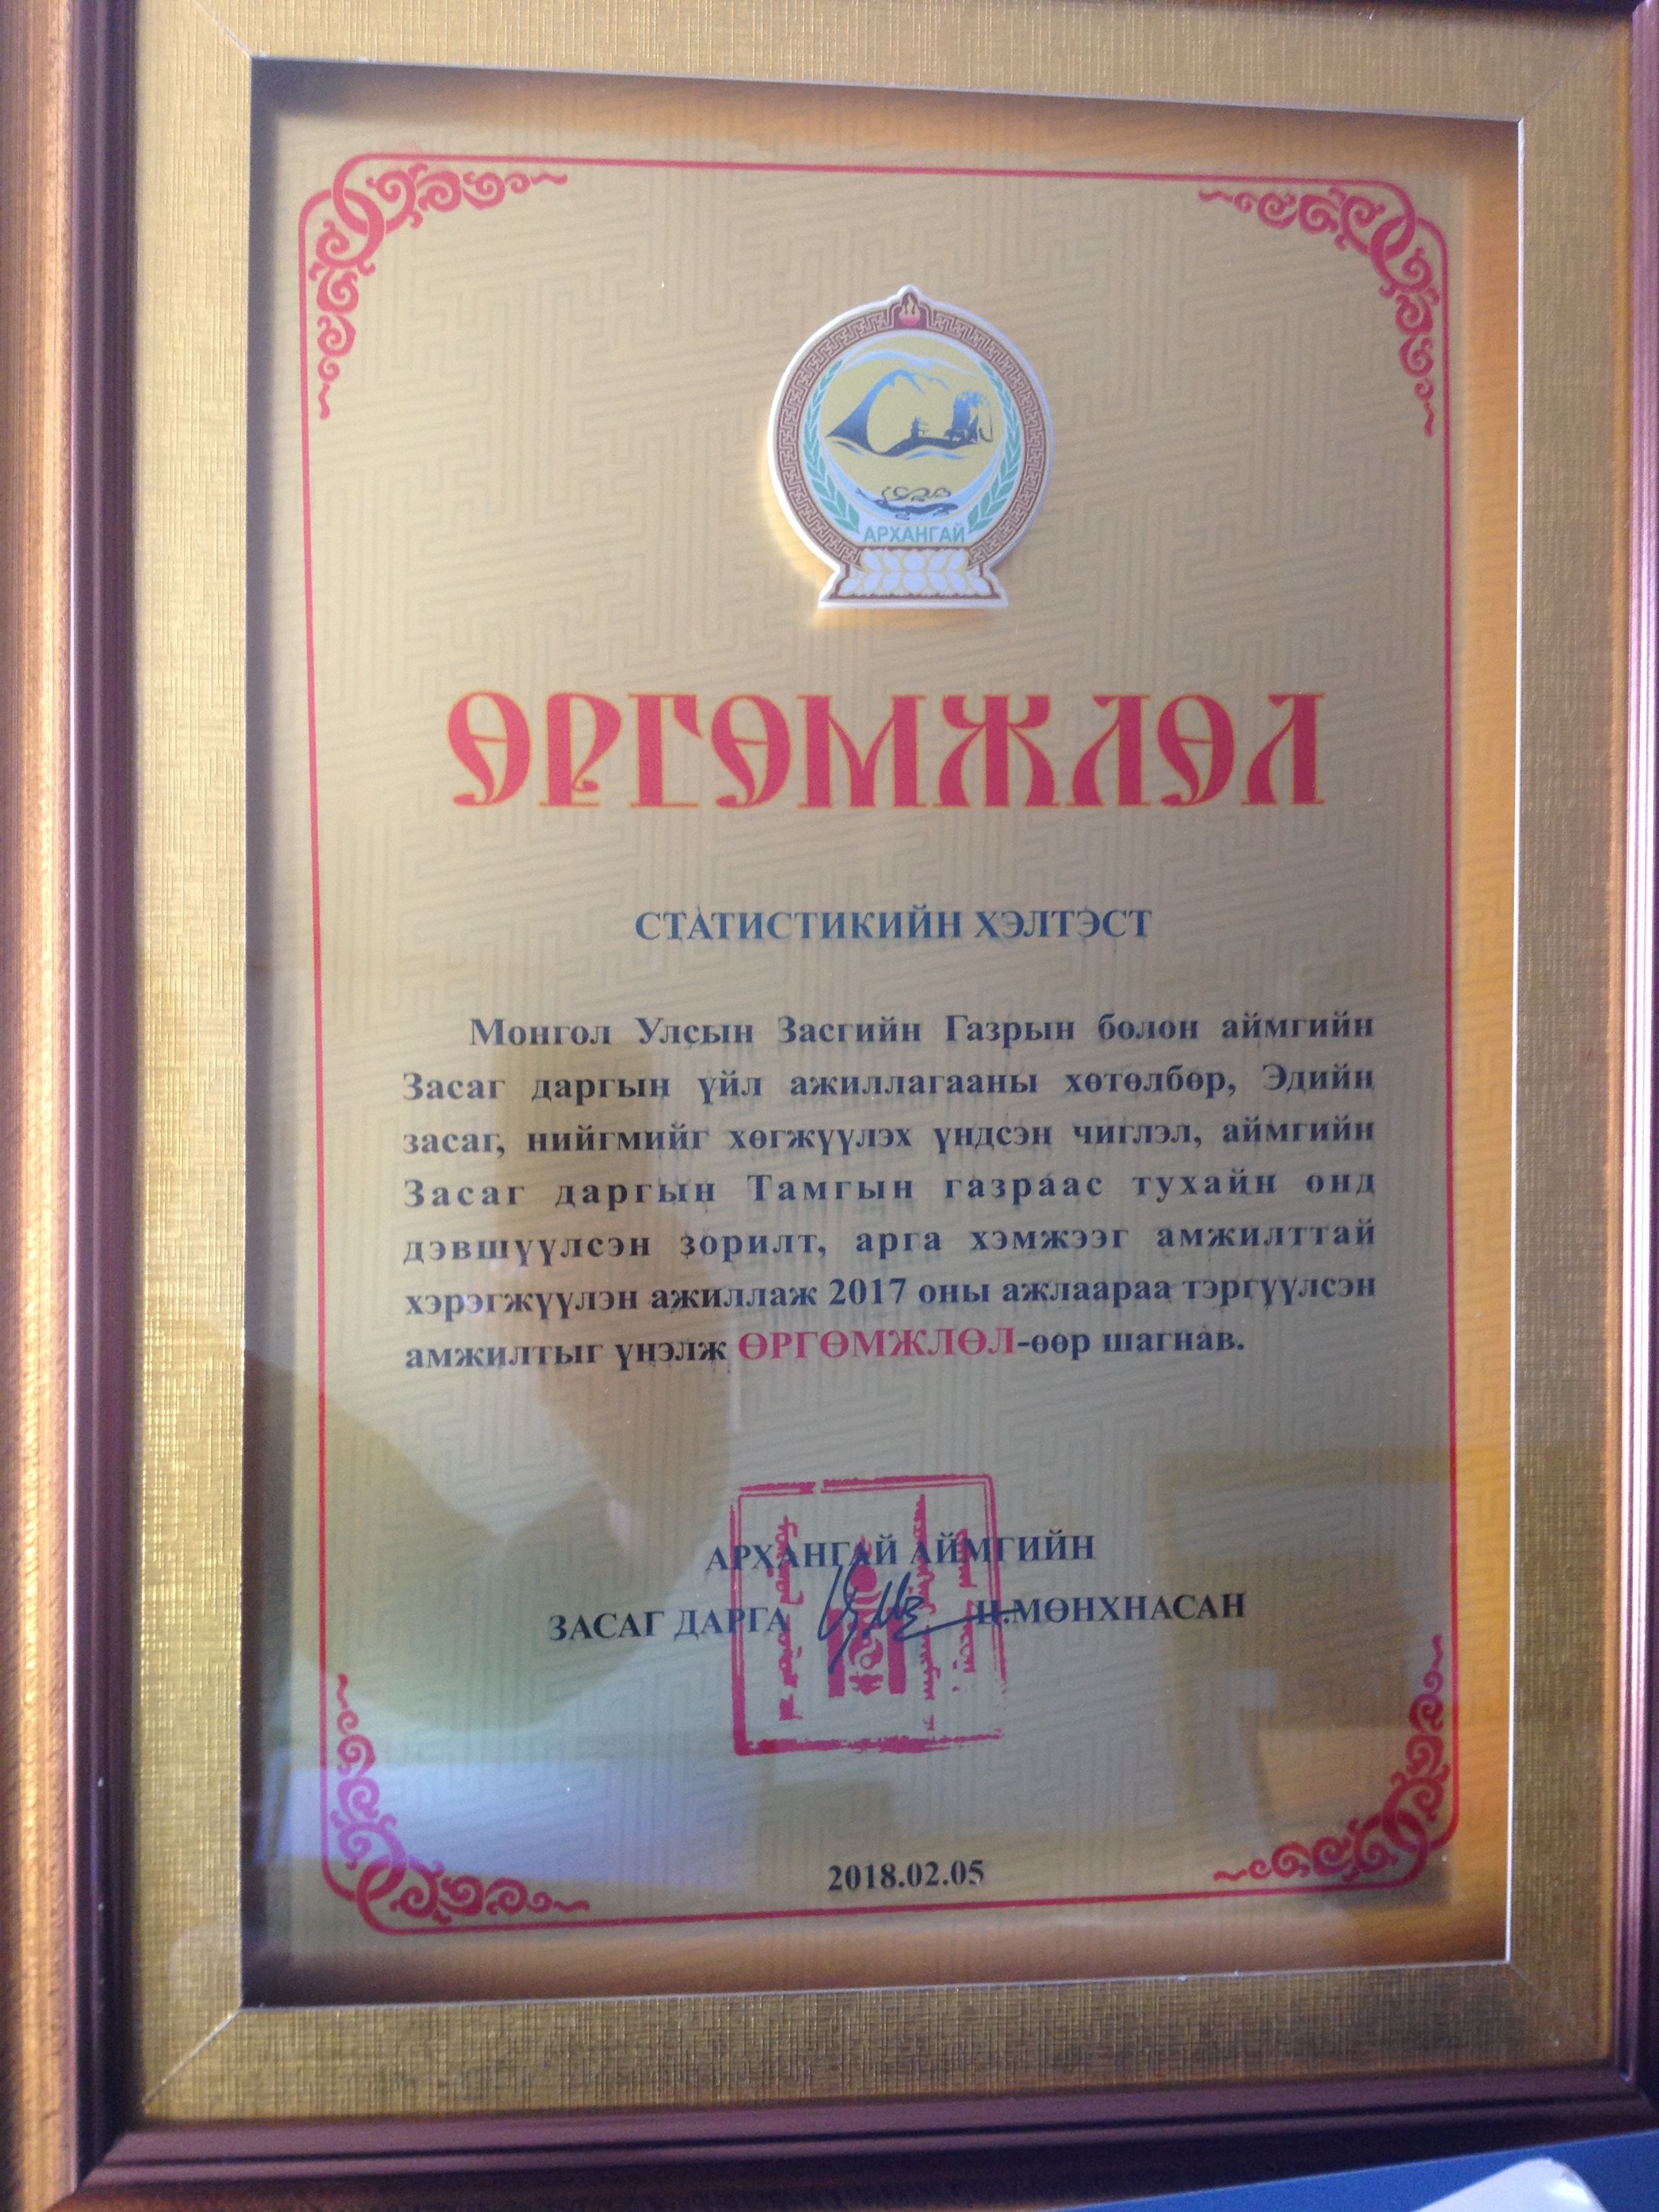 АРХАНГАЙ
ӨРГӨМЖЛӨЛ
СТАТИСТИКИЙН ХЭЛТЭСТ
Монгол Улсын Засгийн Газрын болон аймгийн
Засаг даргын үйл ажиллагааны хөтөлбөр, Эдийн
засаг, нийгмийг хөгжүүлэх үндсэн чиглэл, аймгийн
Засаг даргын Тамгын газраас тухайн онд
дэвшүүлсэн зорилт, арга хэмжээг амжилттай
хэрэгжүүлэн ажиллаж 2017 оны ажлаараа тэргүүлсэн
амжилтыг үнэлж ӨРГӨМЖЛӨЛ-өөр шагнав.
АРХАНГАЙ АЙМГИЙН
ЗАСАГ ДАРГА Ц.МӨНХНАСАН
2018.02.05